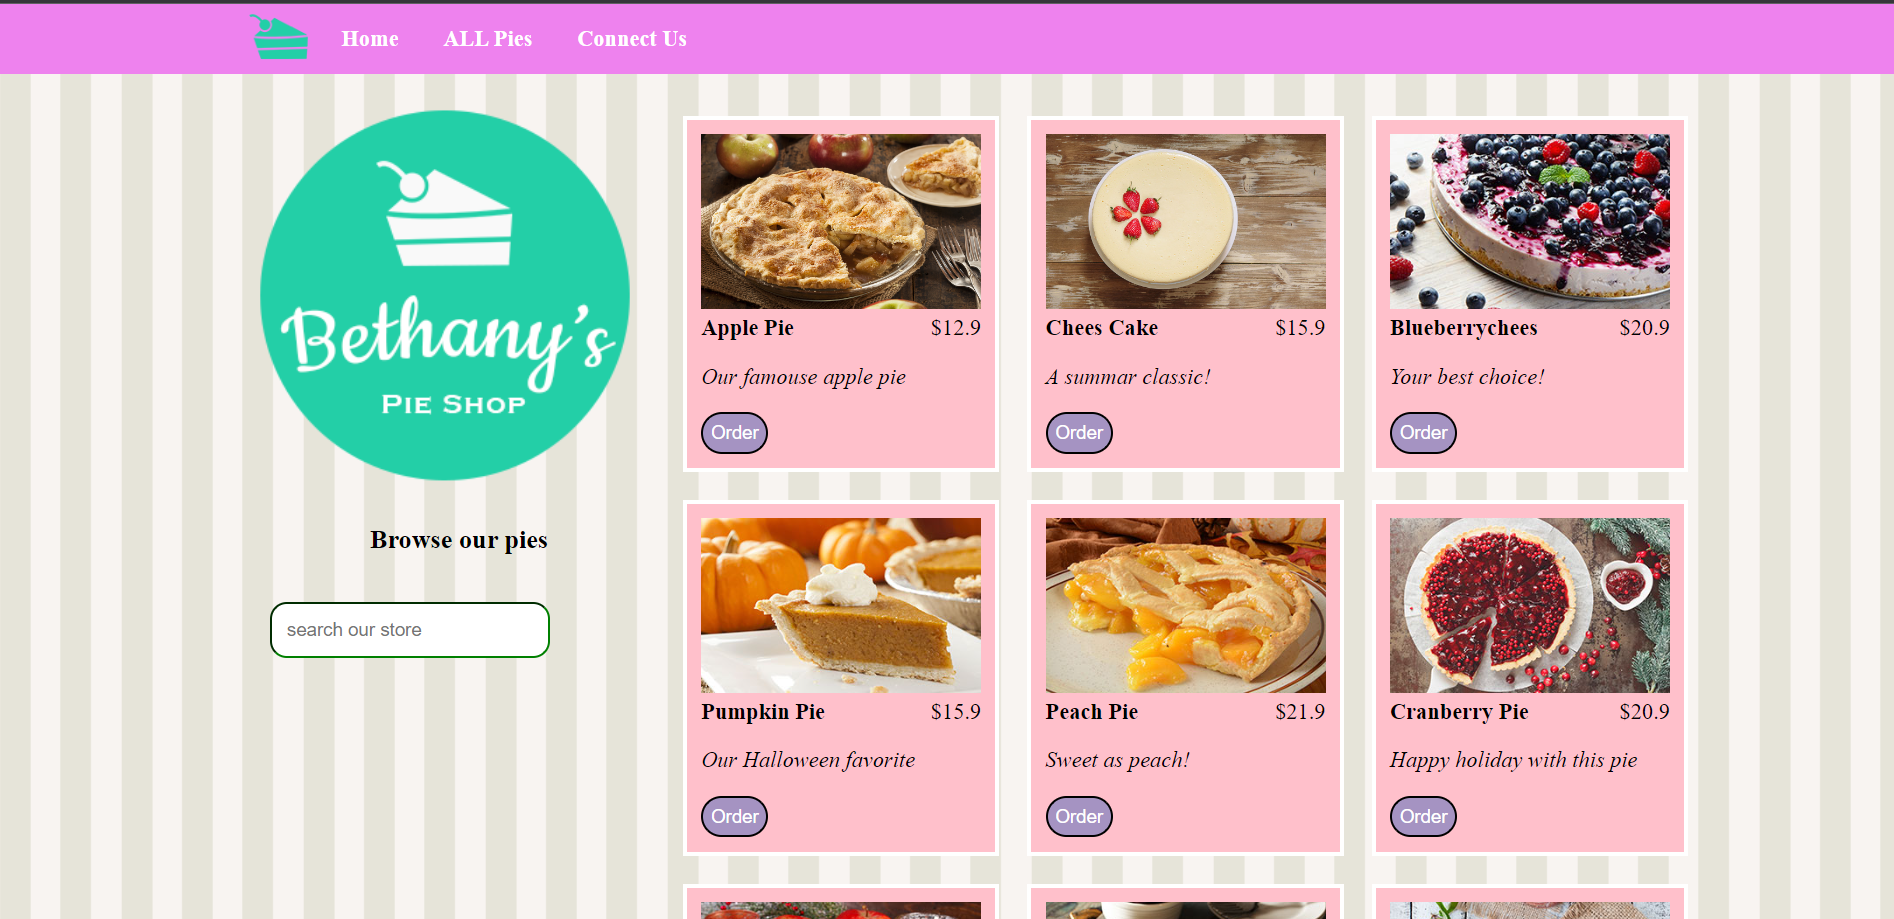 Home
ALL Pies
Connect Us
Bethany's
PIE SHOP
Browse our pies
search our store
Apple Pie $12.9
Our famouse apple pie
Order
Chees Cake $15.9
A summar classic!
Order
Blueberrychees $20.9
Your best choice!
Order
Pumpkin Pie $15.9
Our Halloween favorite
Order
Peach Pie $21.9
Sweet as peach!
Order
Cranberry Pie $20.9
Happy holiday with this pie
Order